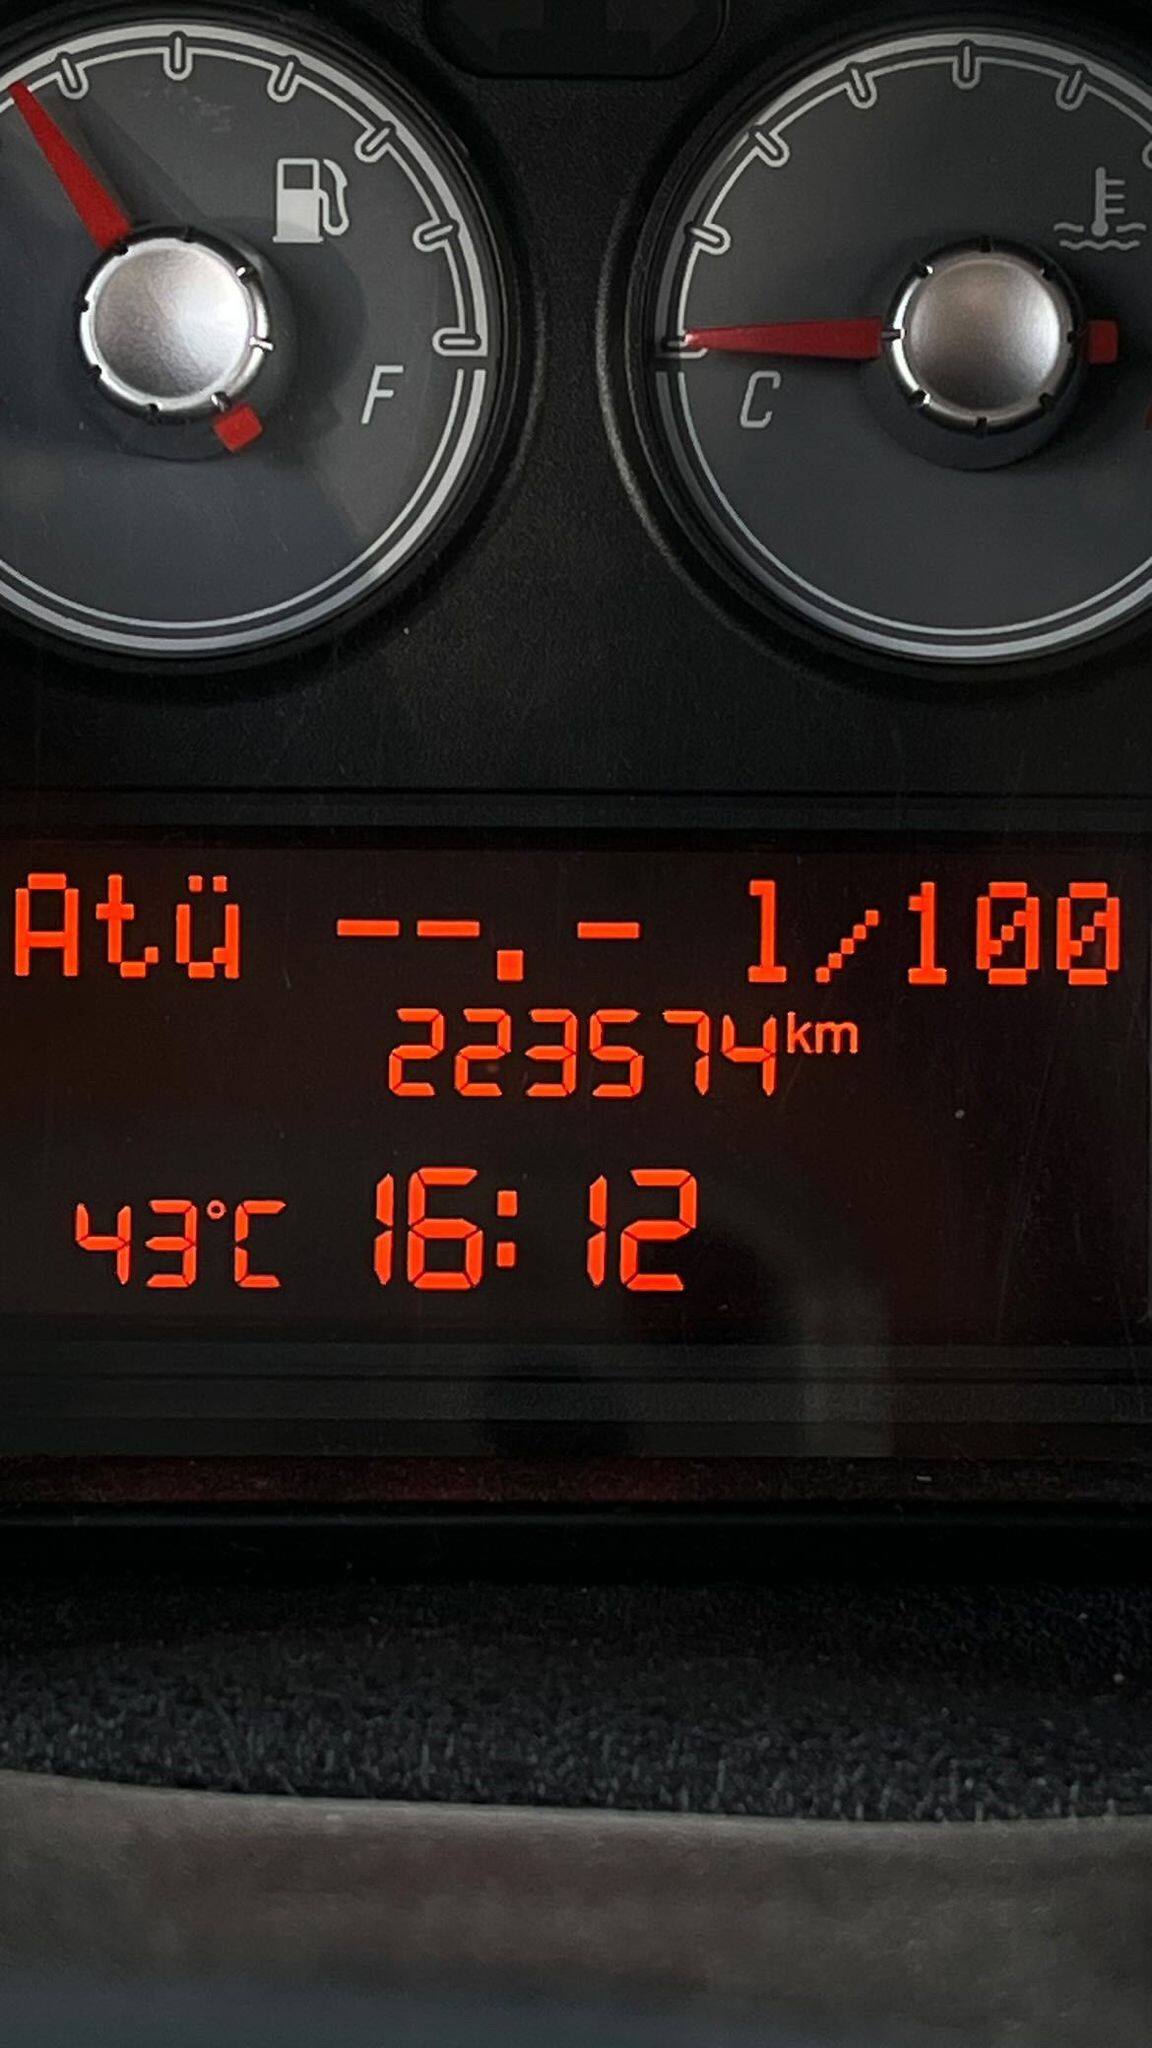 F
C
Atü --.- l/100
223574km
43°C 16:12